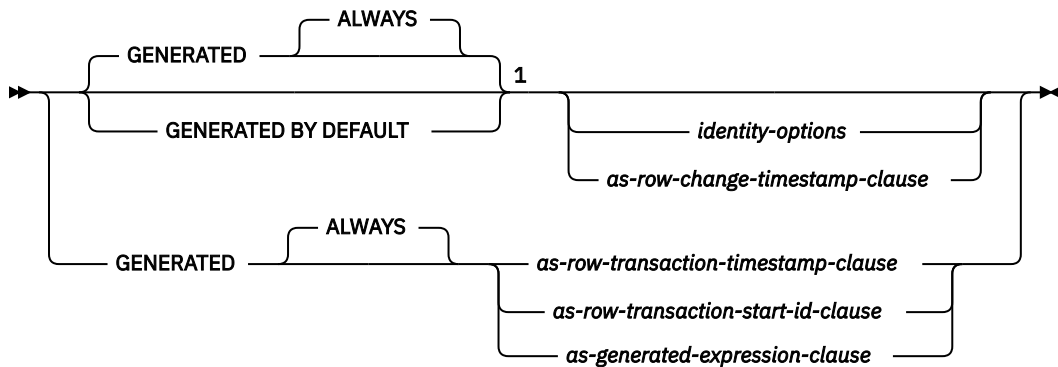 ALWAYS
GENERATED
1
GENERATED BY DEFAULT
identity-options
as-row-change-timestamp-clause
ALWAYS
GENERATED
as-row-transaction-timestamp-clause
as-row-transaction-start-id-clause
as-generated-expression-clause